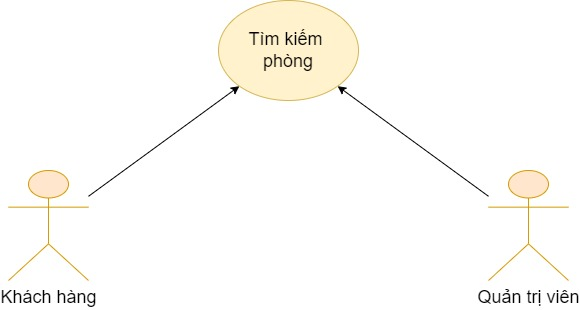 Tìm kiếm
phòng
Khách hàng
Quản trị viên